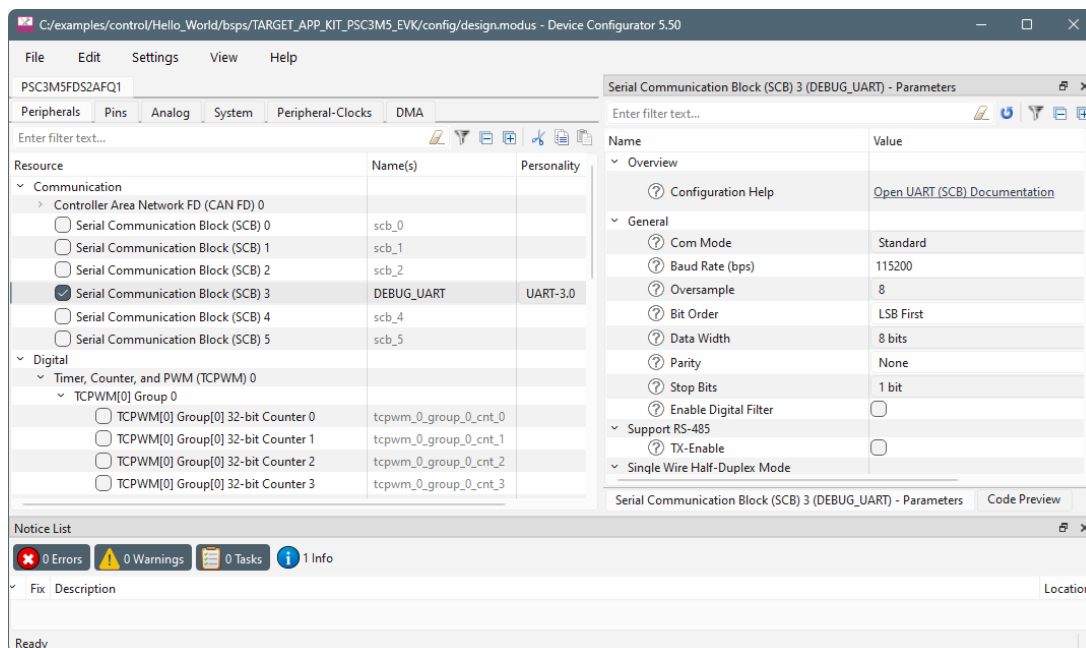 C:/examples/control/Hello_World/bsps/TARGET_APP_KIT_PSC3M5_EVK/config/design.modus - Device Configurator 5.50
File Edit Settings View Help
PSC3M5FDS2AFQ1
Peripherals Pins Analog System Peripheral-Clocks DMA
Enter filter text...
Resource Name(s) Personality
Communication
Controller Area Network FD (CAN FD) 0
Serial Communication Block (SCB) 0 scb_0
Serial Communication Block (SCB) 1 scb_1
Serial Communication Block (SCB) 2 scb_2
Serial Communication Block (SCB) 3 DEBUG_UART UART-3.0
Serial Communication Block (SCB) 4 scb_4
Serial Communication Block (SCB) 5 scb_5
Digital
Timer, Counter, and PWM (TCPWM) 0
TCPWM[0] Group 0
TCPWM[0] Group[0] 32-bit Counter 0 tcpwm_0_group_0_cnt_0
TCPWM[0] Group[0] 32-bit Counter 1 tcpwm_0_group_0_cnt_1
TCPWM[0] Group[0] 32-bit Counter 2 tcpwm_0_group_0_cnt_2
TCPWM[0] Group[0] 32-bit Counter 3 tcpwm_0_group_0_cnt_3
Serial Communication Block (SCB) 3 (DEBUG_UART) - Parameters
Enter filter text...
Name Value
Overview
Configuration Help Open UART (SCB) Documentation
General
Com Mode Standard
Baud Rate (bps) 115200
Oversample 8
Bit Order LSB First
Data Width 8 bits
Parity None
Stop Bits 1 bit
Enable Digital Filter
Support RS-485
TX-Enable
Single Wire Half-Duplex Mode
Serial Communication Block (SCB) 3 (DEBUG_UART) - Parameters Code Preview
Notice List
0 Errors 0 Warnings 0 Tasks 1 Info
Fix Description Location
Ready